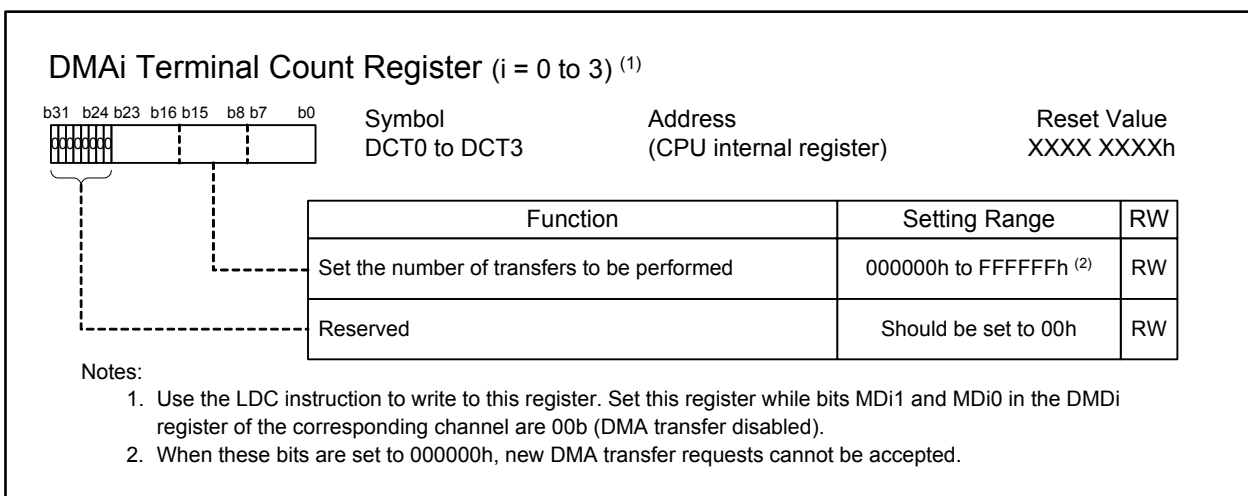 DMAi Terminal Count Register (i = 0 to 3) (1)
b31 b24 b23 b16 b15 b8 b7 b0
Symbol Address Reset Value
00000000
DCT0 to DCT3 (CPU internal register) XXXX XXXXh
Function Setting Range RW
Set the number of transfers to be performed 000000h to FFFFFFh (2) RW
Reserved Should be set to 00h RW
Notes:
1. Use the LDC instruction to write to this register. Set this register while bits MDi1 and MDi0 in the DMDi
register of the corresponding channel are 00b (DMA transfer disabled).
2. When these bits are set to 000000h, new DMA transfer requests cannot be accepted.